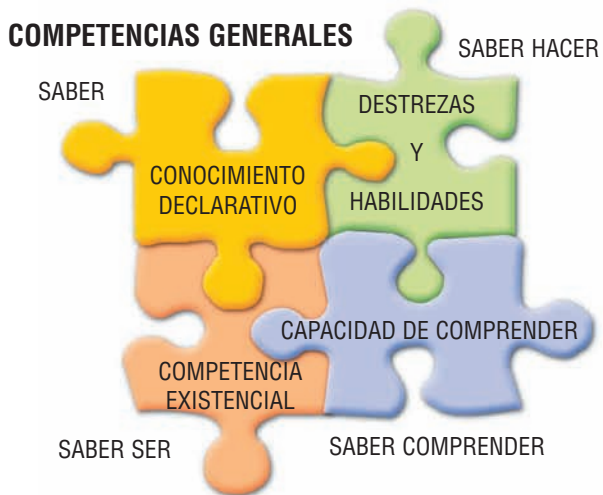 COMPETENCIAS GENERALES
SABER HACER
SABER
DESTREZAS
Y
HABILIDADES
CONOCIMIENTO
DECLARATIVO
CAPACIDAD DE COMPRENDER
COMPETENCIA
EXISTENCIAL
SABER SER
SABER COMPRENDER